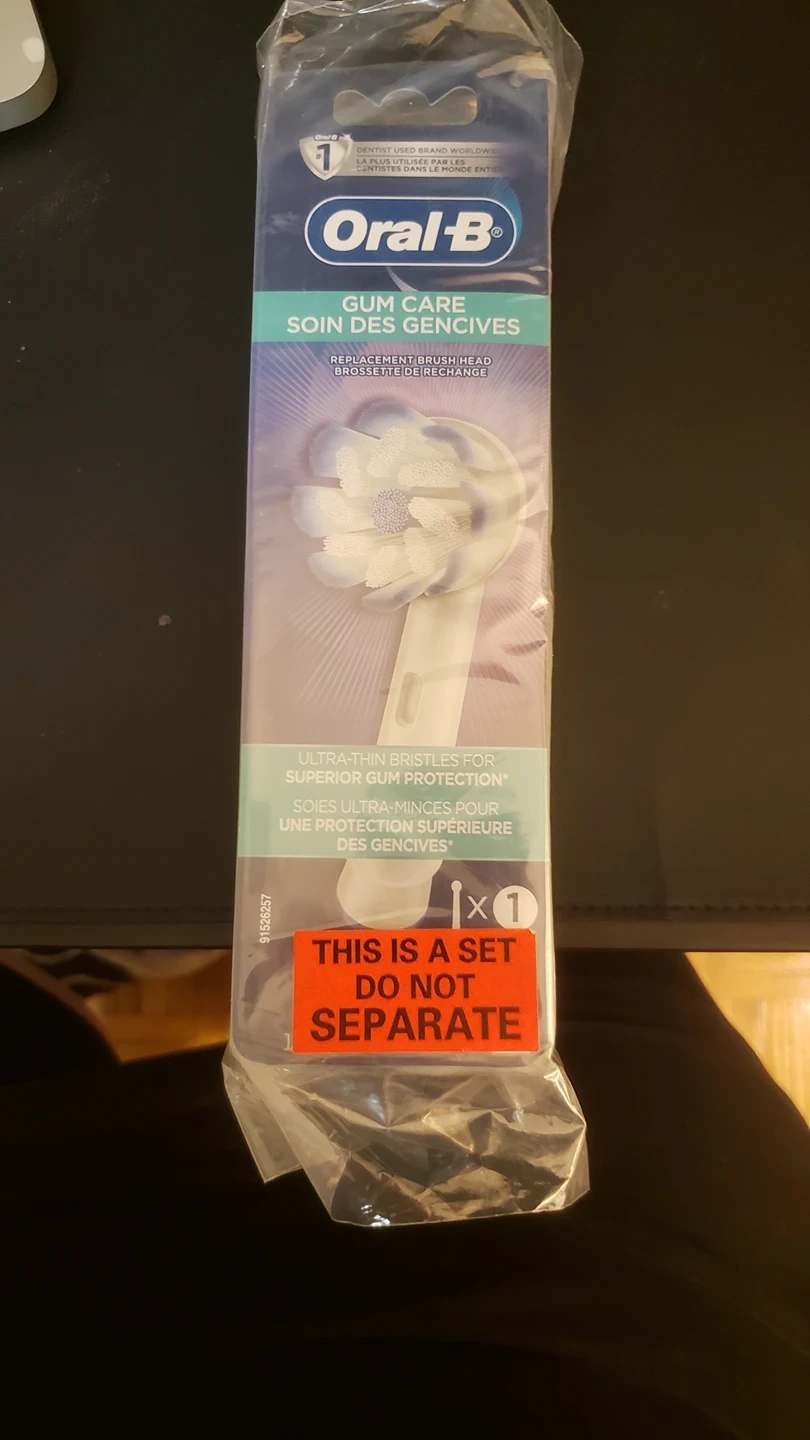 Oral-B
#1
DENTIST USED BRAND WORLDWIDE
LA PLUS UTILISÉE PAR LES
DENTISTES DANS LE MONDE ENTIER
Oral-B®
GUM CARE
SOIN DES GENCIVES
REPLACEMENT BRUSH HEAD
BROSSETTE DE RECHANGE
ULTRA-THIN BRISTLES FOR
SUPERIOR GUM PROTECTION*
SOIES ULTRA-MINCES POUR
UNE PROTECTION SUPÉRIEURE
DES GENCIVES*
91526257
x 1
THIS IS A SET
DO NOT
SEPARATE